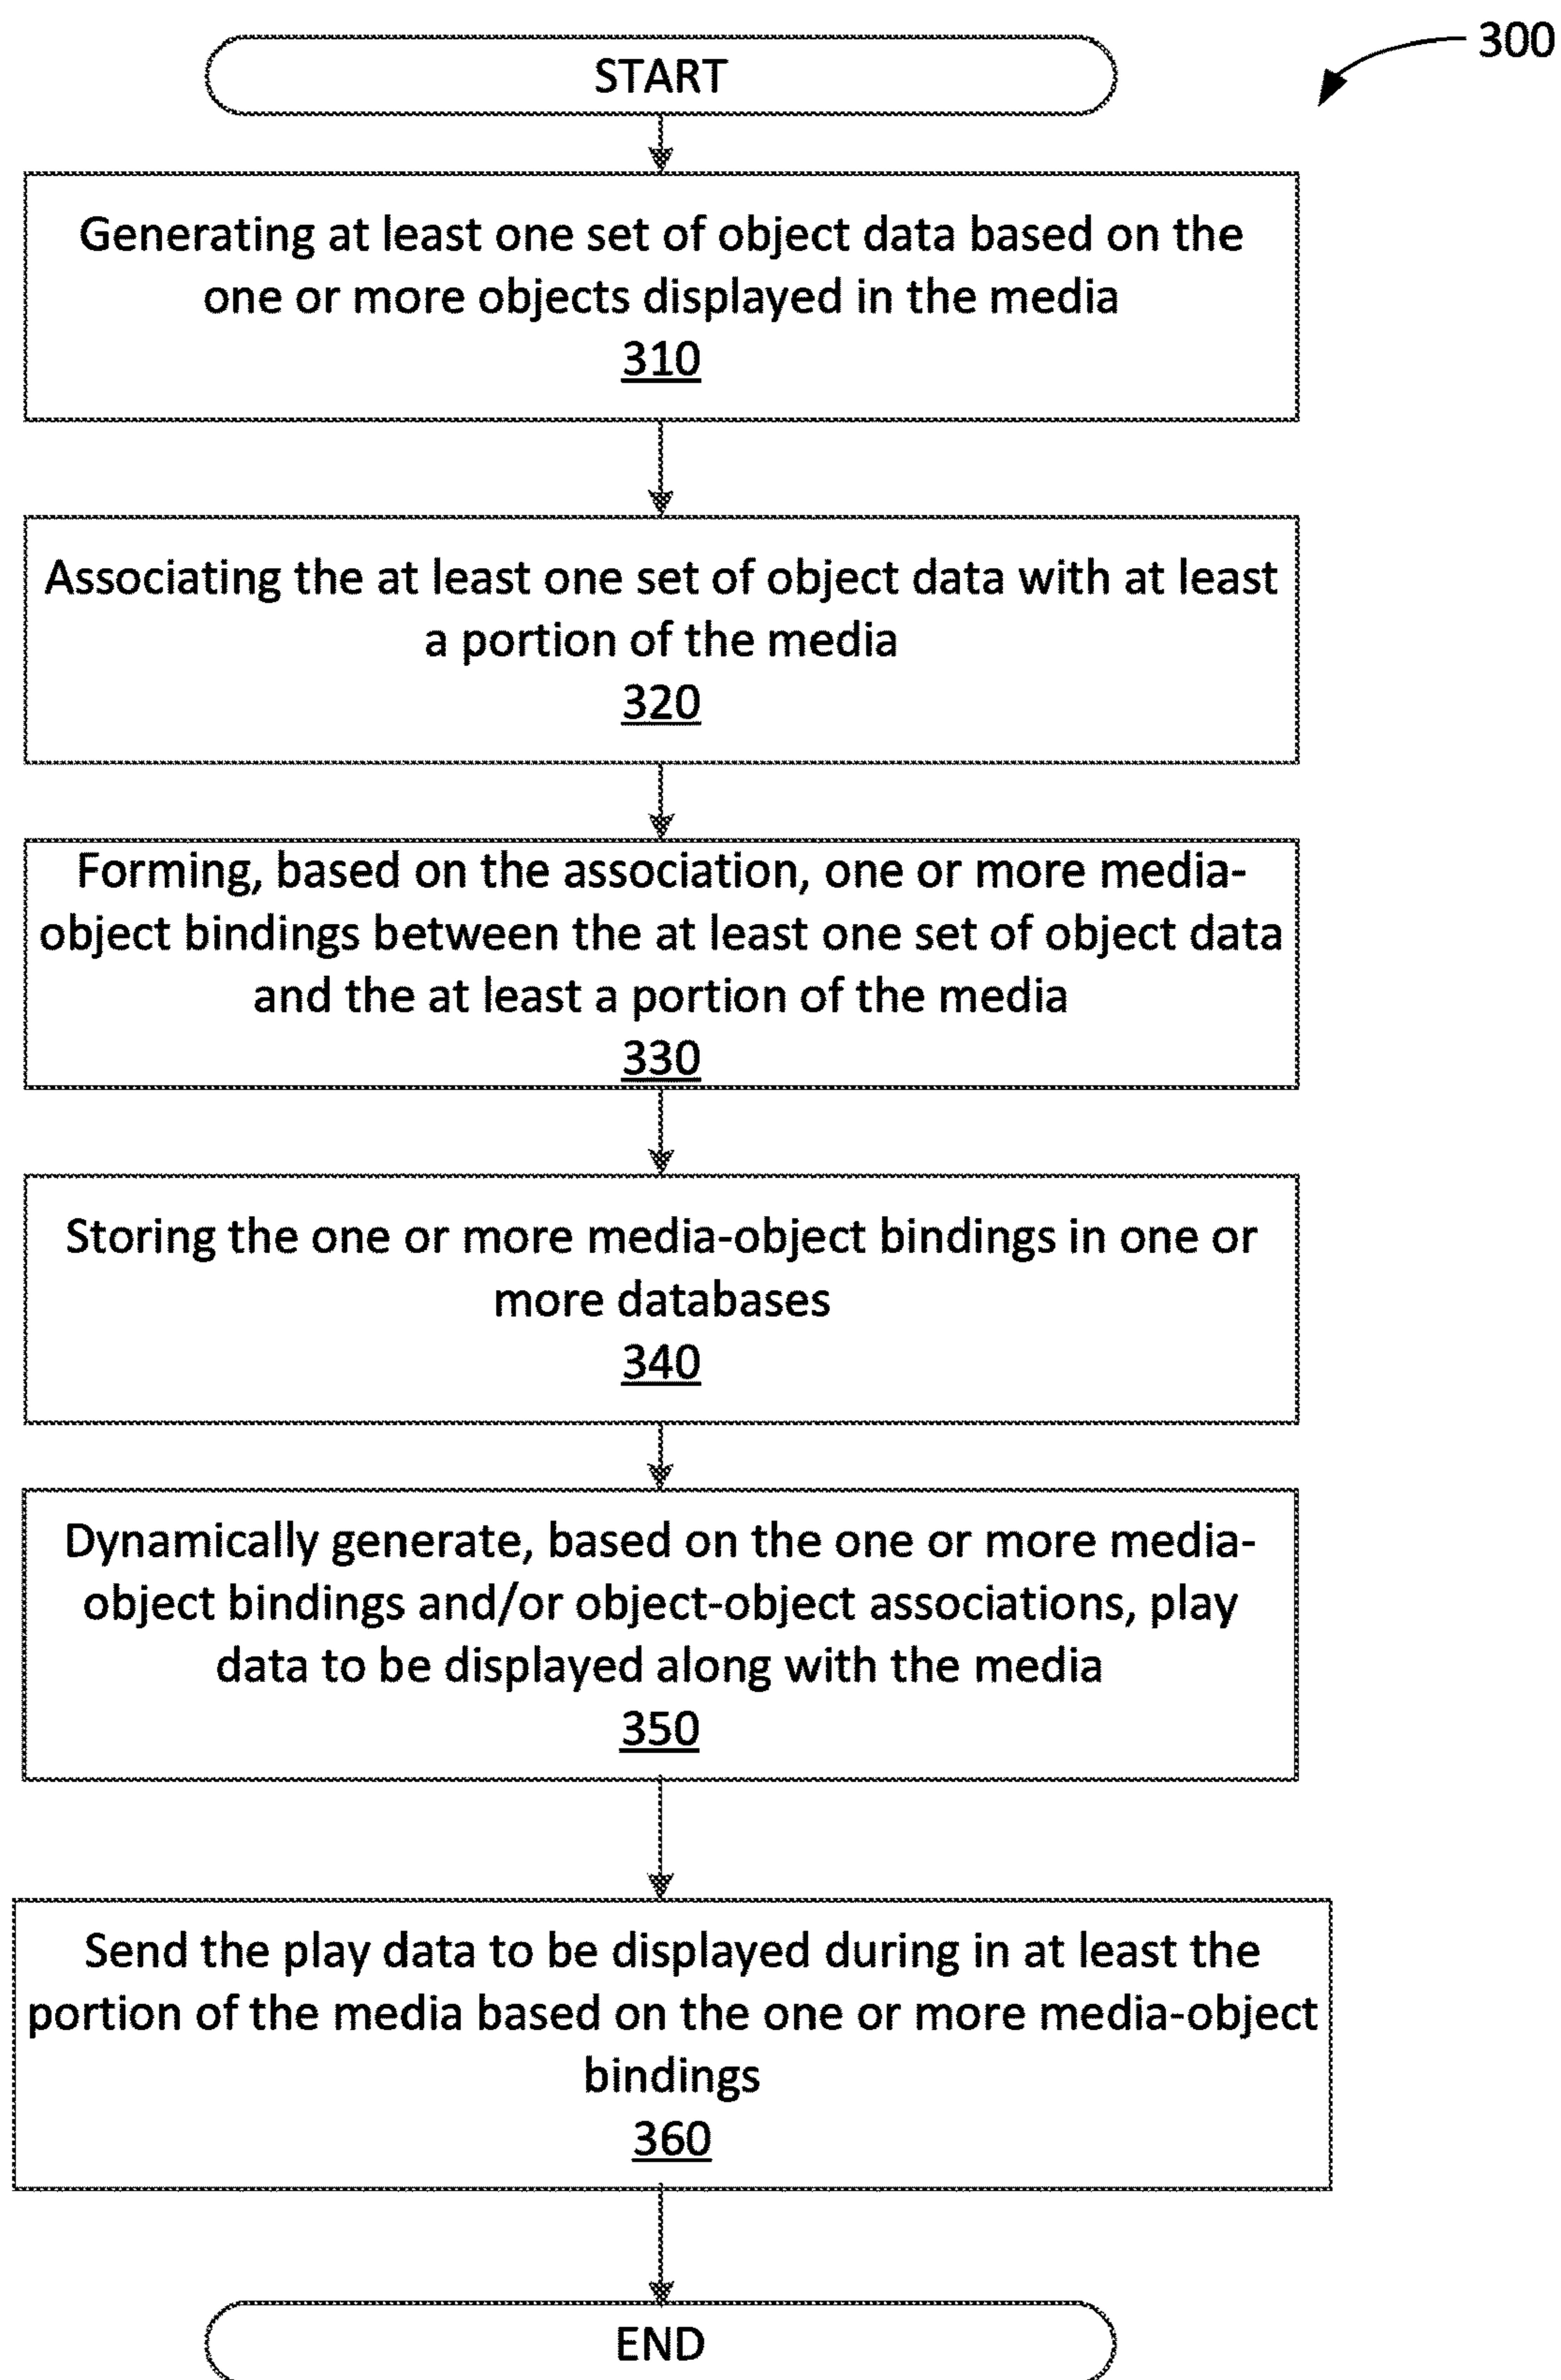 300
START
Generating at least one set of object data based on the
one or more objects displayed in the media
310
Associating the at least one set of object data with at least
a portion of the media
320
Forming, based on the association, one or more media-
object bindings between the at least one set of object data
and the at least a portion of the media
330
Storing the one or more media-object bindings in one or
more databases
340
Dynamically generate, based on the one or more media-
object bindings and/or object-object associations, play
data to be displayed along with the media
350
Send the play data to be displayed during in at least the
portion of the media based on the one or more media-object
bindings
360
END